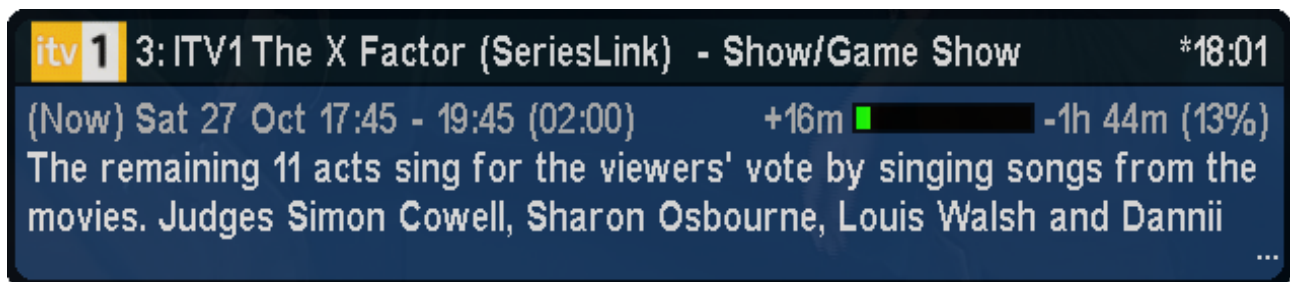 itv 1 3: ITV1 The X Factor (SeriesLink) - Show/Game Show *18:01
(Now) Sat 27 Oct 17:45 - 19:45 (02:00) +16m -1h 44m (13%)
The remaining 11 acts sing for the viewers' vote by singing songs from the
movies. Judges Simon Cowell, Sharon Osbourne, Louis Walsh and Dannii
...